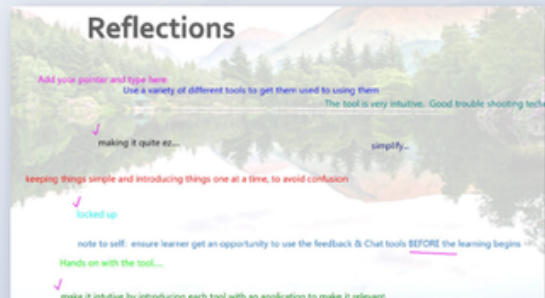 Reflections
Add your pointer and type here
Use a variety of different tools to get them used to using them
The tool is very intuitive. Good trouble shooting
making it quite ez....
simplify...
keeping things simple and introducing things one at a time, to avoid confusion
locked up
note to self: ensure learner get an opportunity to use the feedback & Chat tools BEFORE the learning begins
Hands on with the tool....
make it intutive by introducing each tool with an application to make it relevant